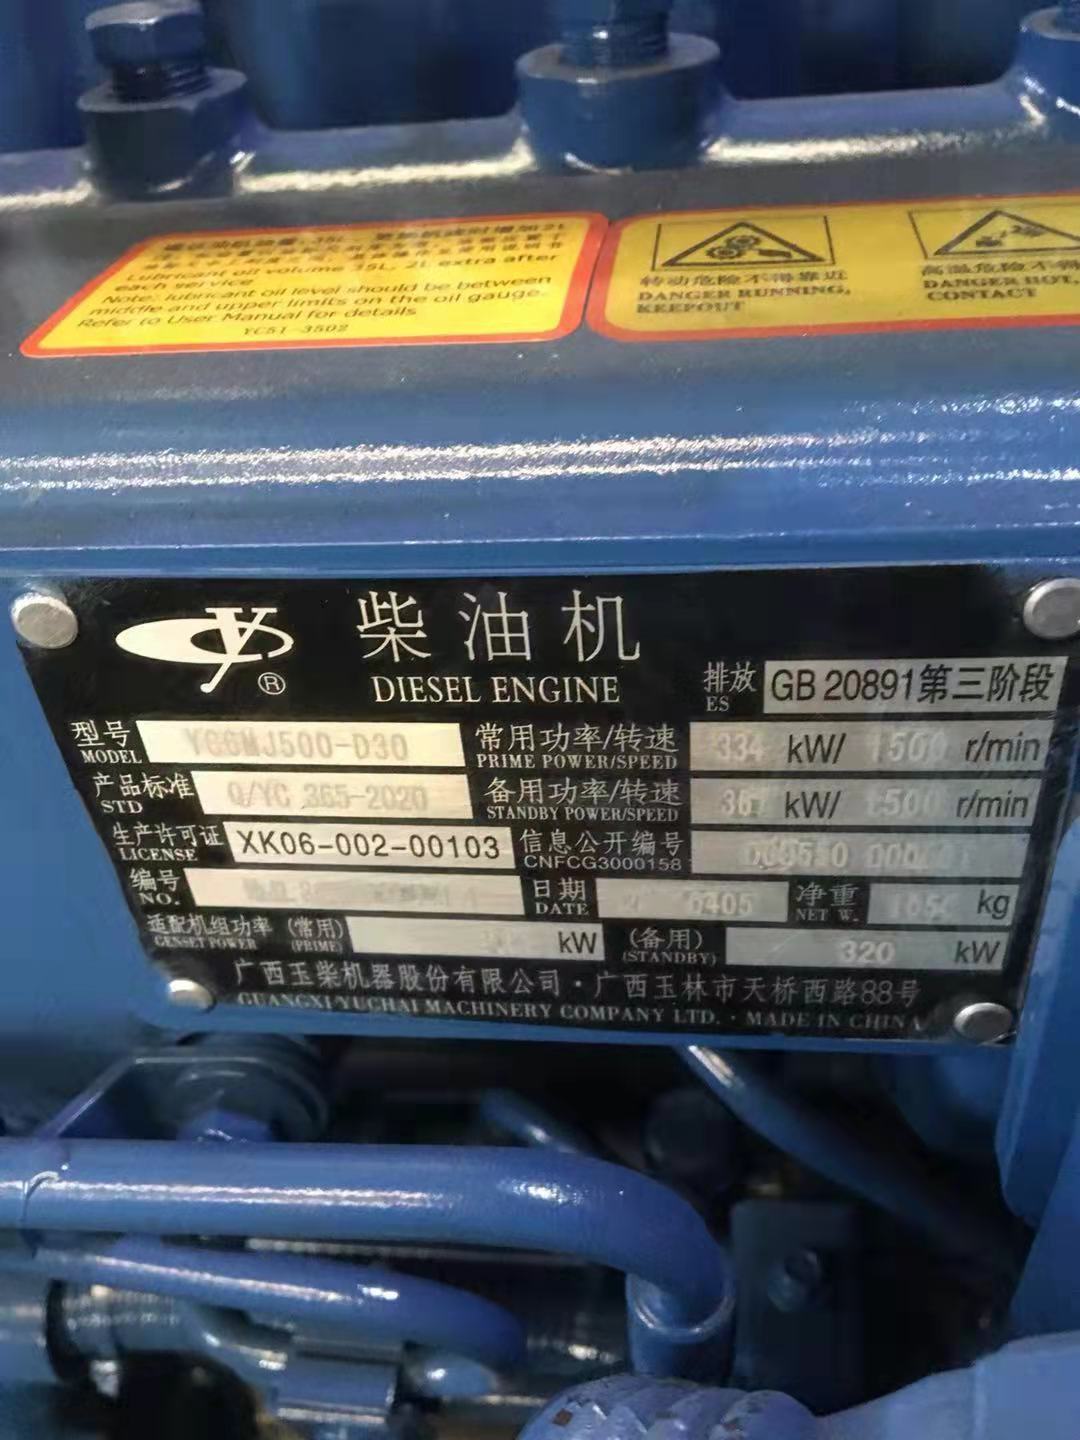 Lubricant oil volume 35L, 2L extra after
each service
Note: lubricant oil level should be between
middle and upper limits on the oil gauge.
Refer to User Manual for details
YC51-3502
转动危险不得靠近
DANGER RUNNING,
KEEPOUT
高温危险不得
DANGER HOT,
CONTACT
柴油机
DIESEL ENGINE
排放 GB 20891第三阶段
ES
型号 YC6MJ500-D30 常用功率/转速 334 kW/ 1500 r/min
MODEL PRIME POWER/SPEED
产品标准 Q/YC 365-2020 备用功率/转速 kW/ 1500 r/min
STD STANDBY POWER/SPEED
生产许可证 XK06-002-00103 信息公开编号
LICENSE CNFCG3000158
编号 日期 净重 kg
NO. DATE NET W.
适配机组功率 (常用) kW (备用) 320 kW
GENSET POWER (PRIME) (STANDBY)
广西玉柴机器股份有限公司·广西玉林市天桥西路88号
GUANGXI YUCHAI MACHINERY COMPANY LTD. · MADE IN CHINA